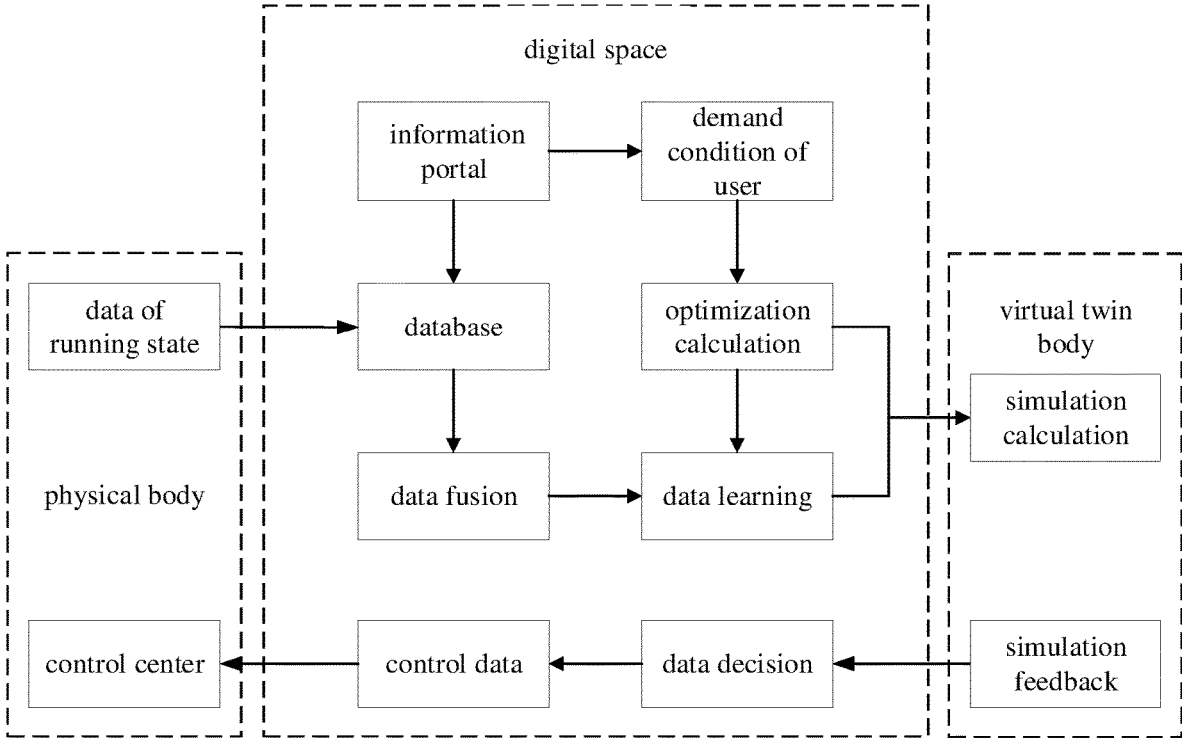 digital space
information
portal
demand
condition of
user
data of
running state
database
optimization
calculation
virtual twin
body
simulation
calculation
physical body
data fusion
data learning
control center
control data
data decision
simulation
feedback